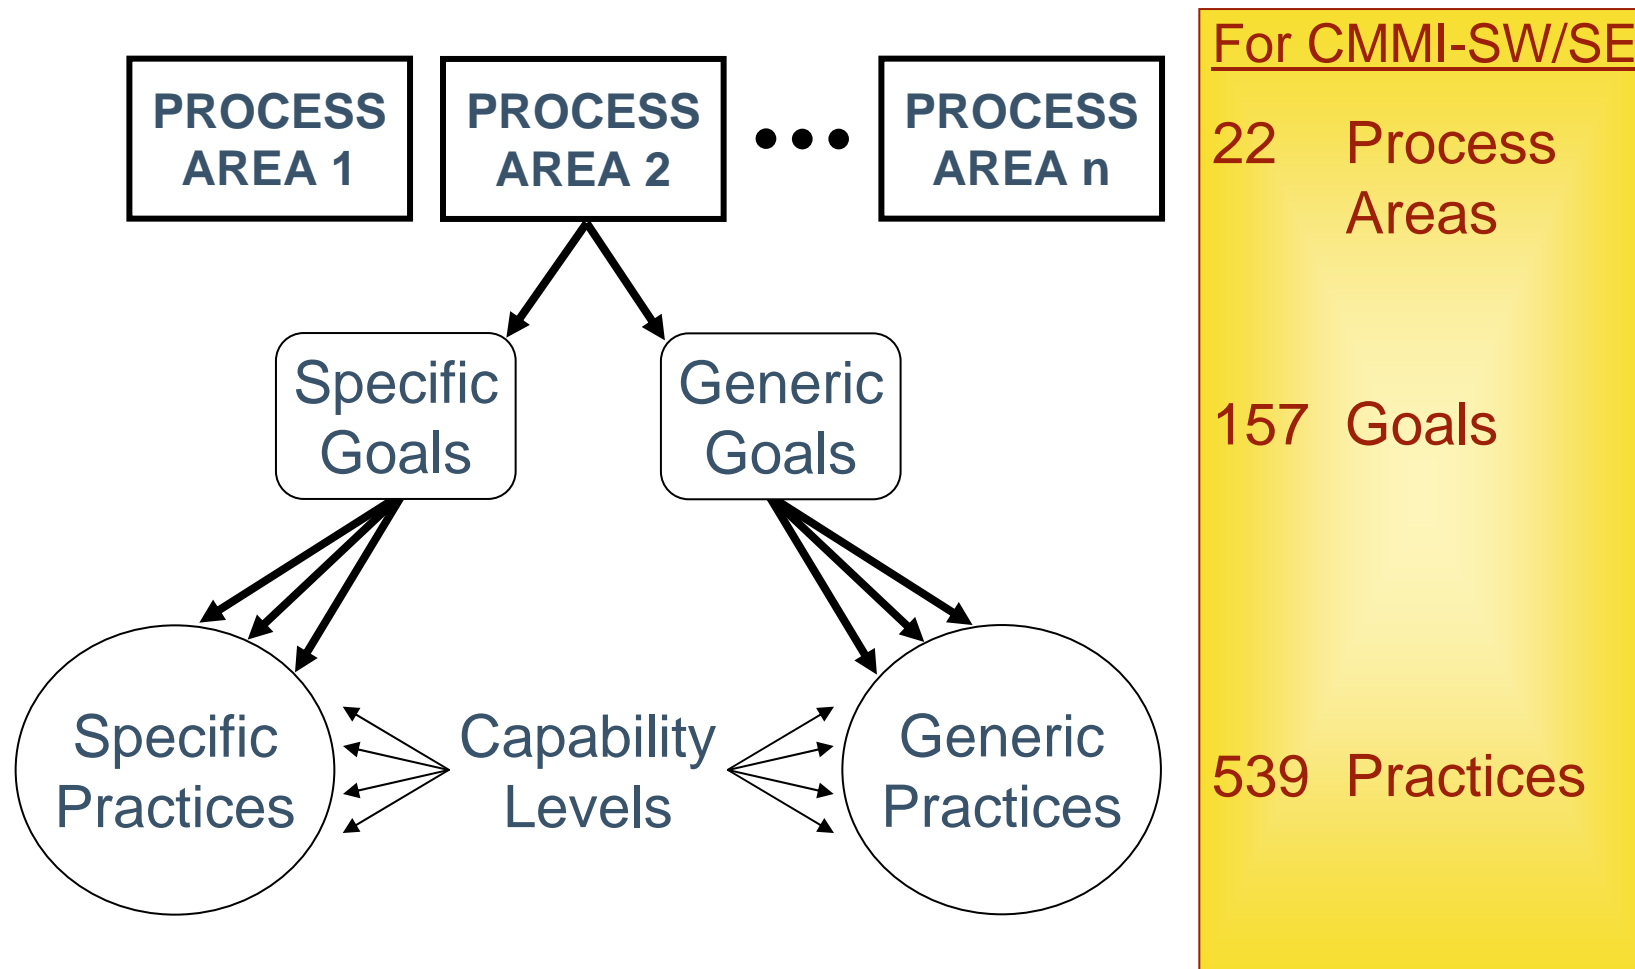 PROCESS
AREA 1
PROCESS
AREA 2
PROCESS
AREA n
Specific
Goals
Generic
Goals
Specific
Practices
Capability
Levels
Generic
Practices
For CMMI-SW/SE
22 Process
Areas
157 Goals
539 Practices